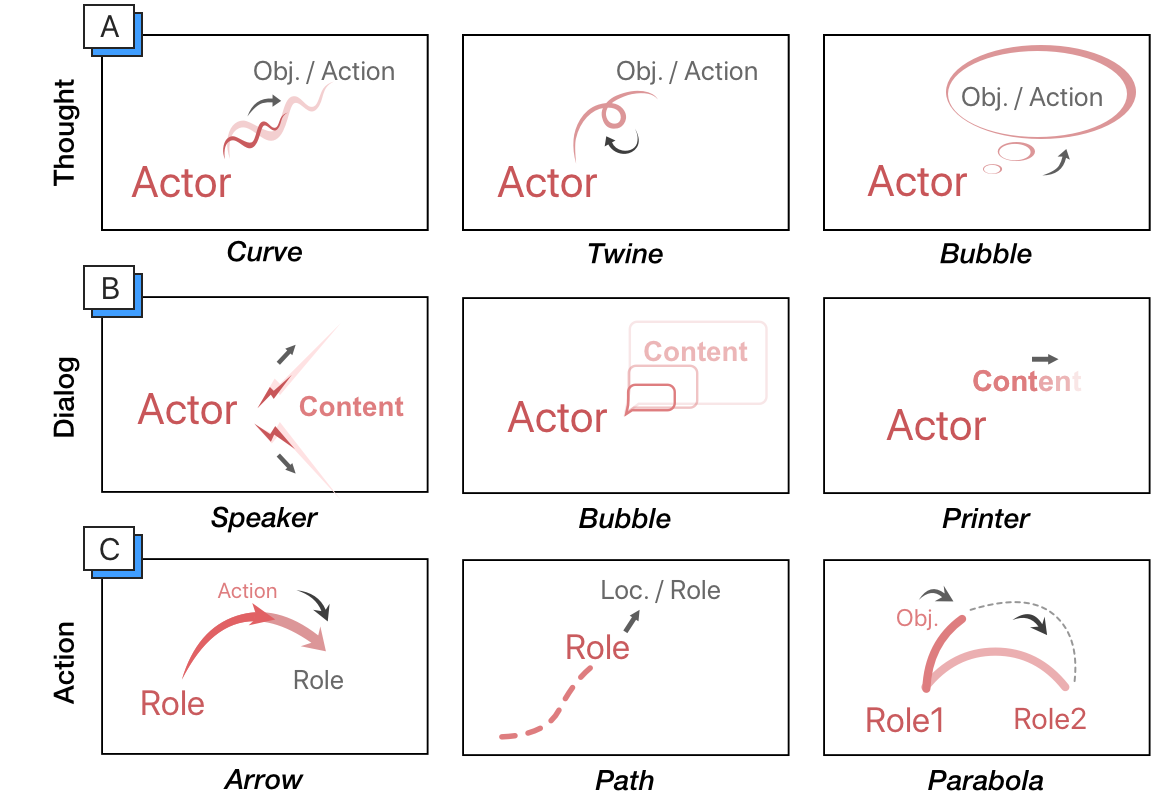 A
Thought
Obj. / Action
Actor
Curve
Obj. / Action
Actor
Twine
Obj. / Action
Actor
Bubble
B
Dialog
Actor
Content
Speaker
Content
Actor
Bubble
Content
Actor
Printer
C
Action
Action
Role
Role
Arrow
Loc. / Role
Role
Path
Obj.
Role1
Role2
Parabola